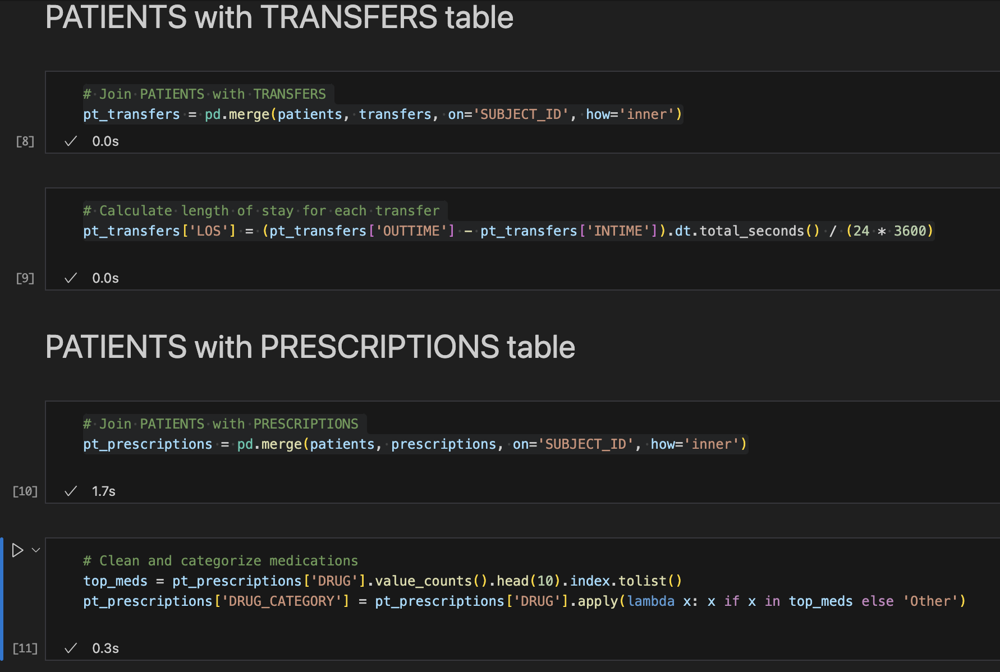 PATIENTS with TRANSFERS table
# Join PATIENTS with TRANSFERS
pt_transfers = pd.merge(patients, transfers, on='SUBJECT_ID', how='inner')
[8]
0.0s
# Calculate length of stay for each transfer
pt_transfers['LOS'] = (pt_transfers['OUTTIME'] - pt_transfers['INTIME']).dt.total_seconds() / (24 * 3600)
[9]
0.0s
PATIENTS with PRESCRIPTIONS table
# Join PATIENTS with PRESCRIPTIONS
pt_prescriptions = pd.merge(patients, prescriptions, on='SUBJECT_ID', how='inner')
[10]
1.7s
# Clean and categorize medications
top_meds = pt_prescriptions['DRUG'].value_counts().head(10).index.tolist()
pt_prescriptions['DRUG_CATEGORY'] = pt_prescriptions['DRUG'].apply(lambda x: x if x in top_meds else 'Other')
[11]
0.3s